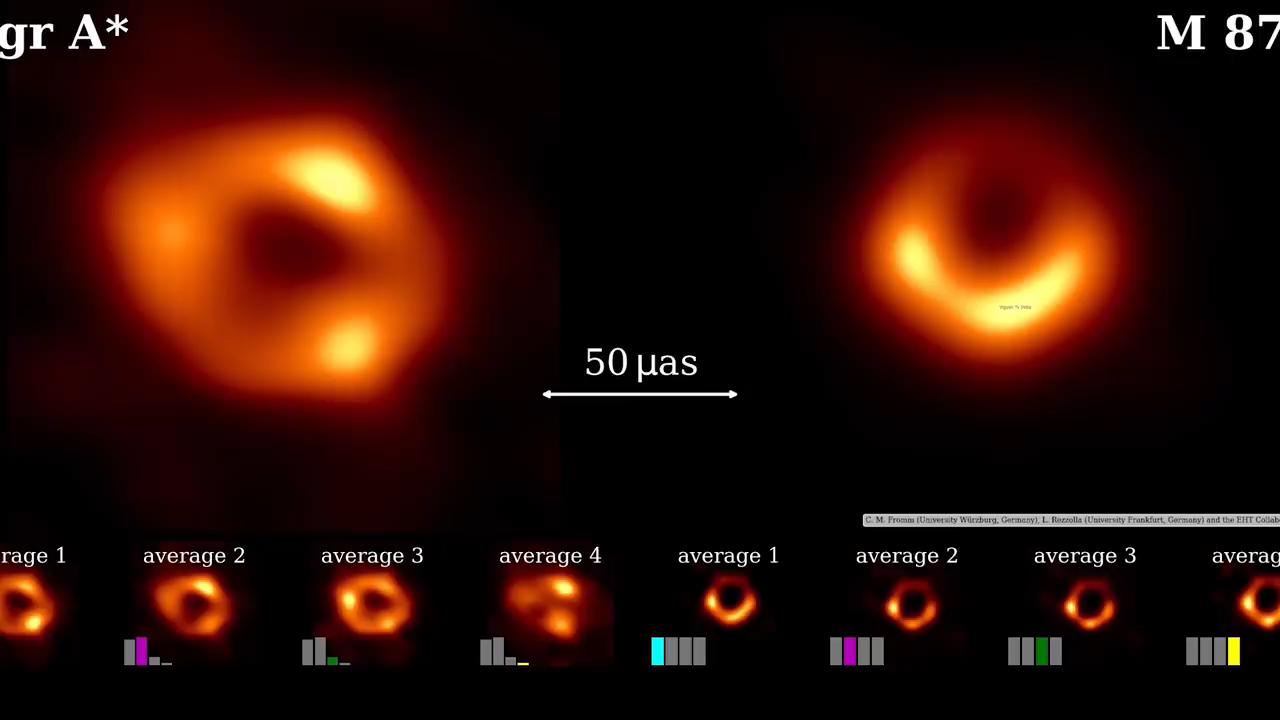 gr A*
M 87
50 µas
C. M. Fromm (University Würzburg, Germany), L. Rezzolla (University Frankfurt, Germany) and the EHT Collab
rage 1
average 2
average 3
average 4
average 1
average 2
average 3
averag